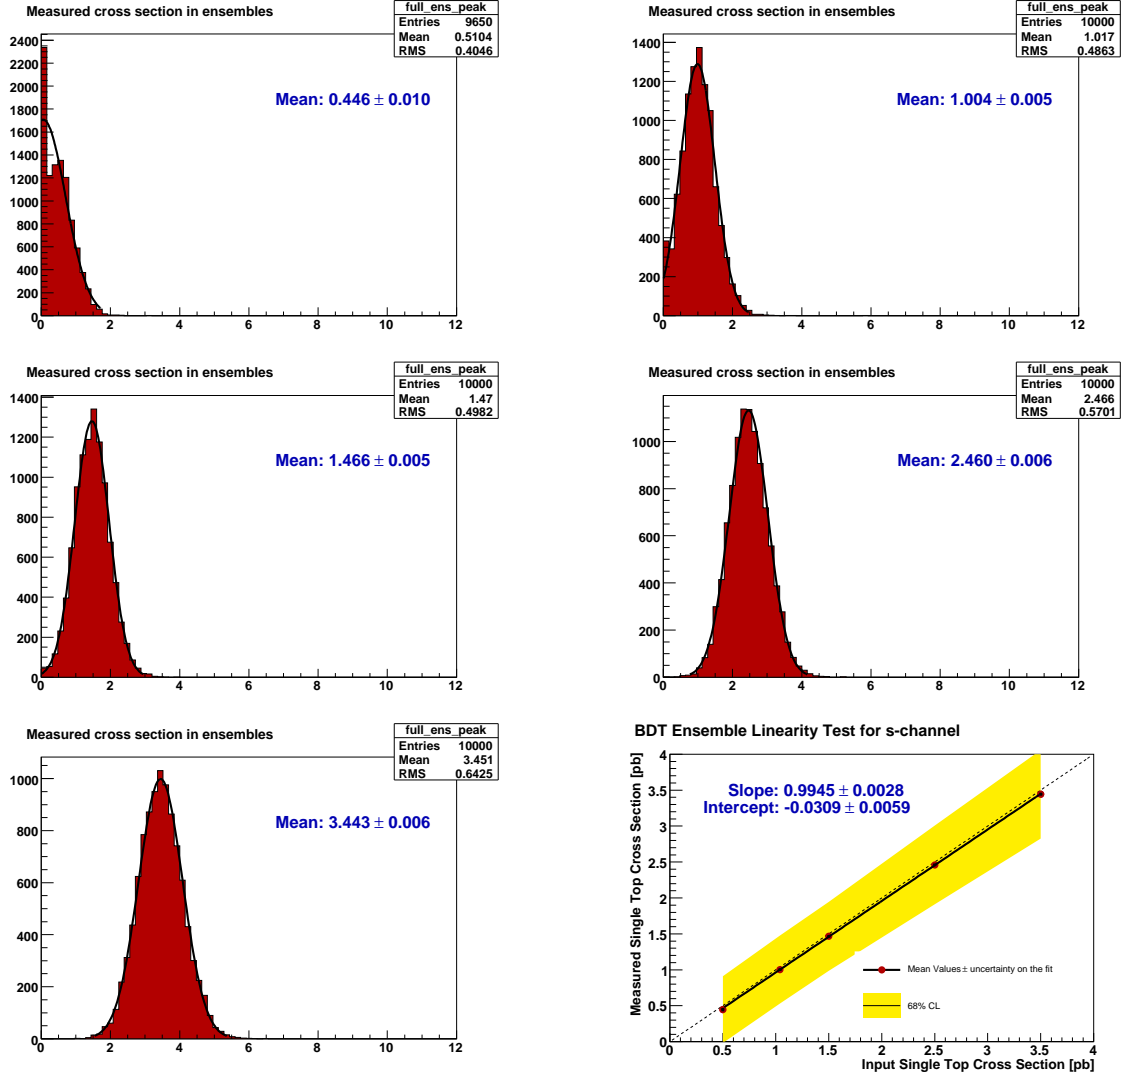 Measured cross section in ensembles
full_ens_peak
Entries 9650
Mean 0.5104
RMS 0.4046
Mean: 0.446 ± 0.010
2400
2200
2000
1800
1600
1400
1200
1000
800
600
400
200
0
0 2 4 6 8 10 12
Measured cross section in ensembles
full_ens_peak
Entries 10000
Mean 1.017
RMS 0.4863
Mean: 1.004 ± 0.005
1400
1200
1000
800
600
400
200
0
0 2 4 6 8 10 12
Measured cross section in ensembles
full_ens_peak
Entries 10000
Mean 1.47
RMS 0.4982
Mean: 1.466 ± 0.005
1400
1200
1000
800
600
400
200
0
0 2 4 6 8 10 12
Measured cross section in ensembles
full_ens_peak
Entries 10000
Mean 2.466
RMS 0.5701
Mean: 2.460 ± 0.006
1000
800
600
400
200
0
0 2 4 6 8 10 12
Measured cross section in ensembles
full_ens_peak
Entries 10000
Mean 3.451
RMS 0.6425
Mean: 3.443 ± 0.006
1000
800
600
400
200
0
0 2 4 6 8 10 12
BDT Ensemble Linearity Test for s-channel
Measured Single Top Cross Section [pb]
4
3.5
3
2.5
2
1.5
1
0.5
0
Slope: 0.9945 ± 0.0028
Intercept: -0.0309 ± 0.0059
Mean Values ± uncertainty on the fit
68% CL
0 0.5 1 1.5 2 2.5 3 3.5 4
Input Single Top Cross Section [pb]